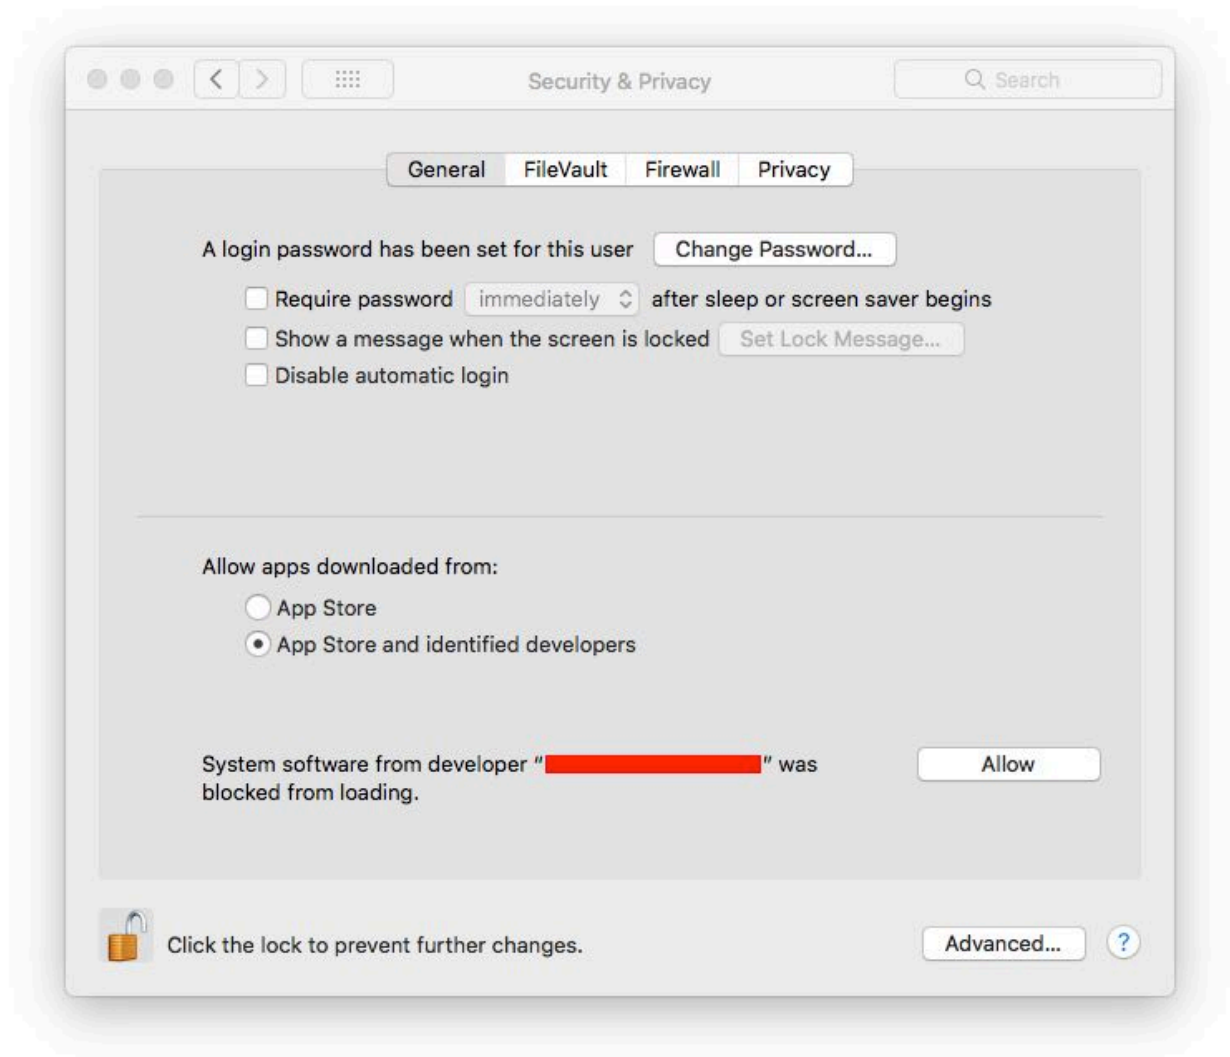 Security & Privacy
Search
General FileVault Firewall Privacy
A login password has been set for this user Change Password...
Require password immediately after sleep or screen saver begins
Show a message when the screen is locked Set Lock Message...
Disable automatic login
Allow apps downloaded from:
App Store
App Store and identified developers
System software from developer “ ” was Allow
blocked from loading.
Click the lock to prevent further changes. Advanced... ?